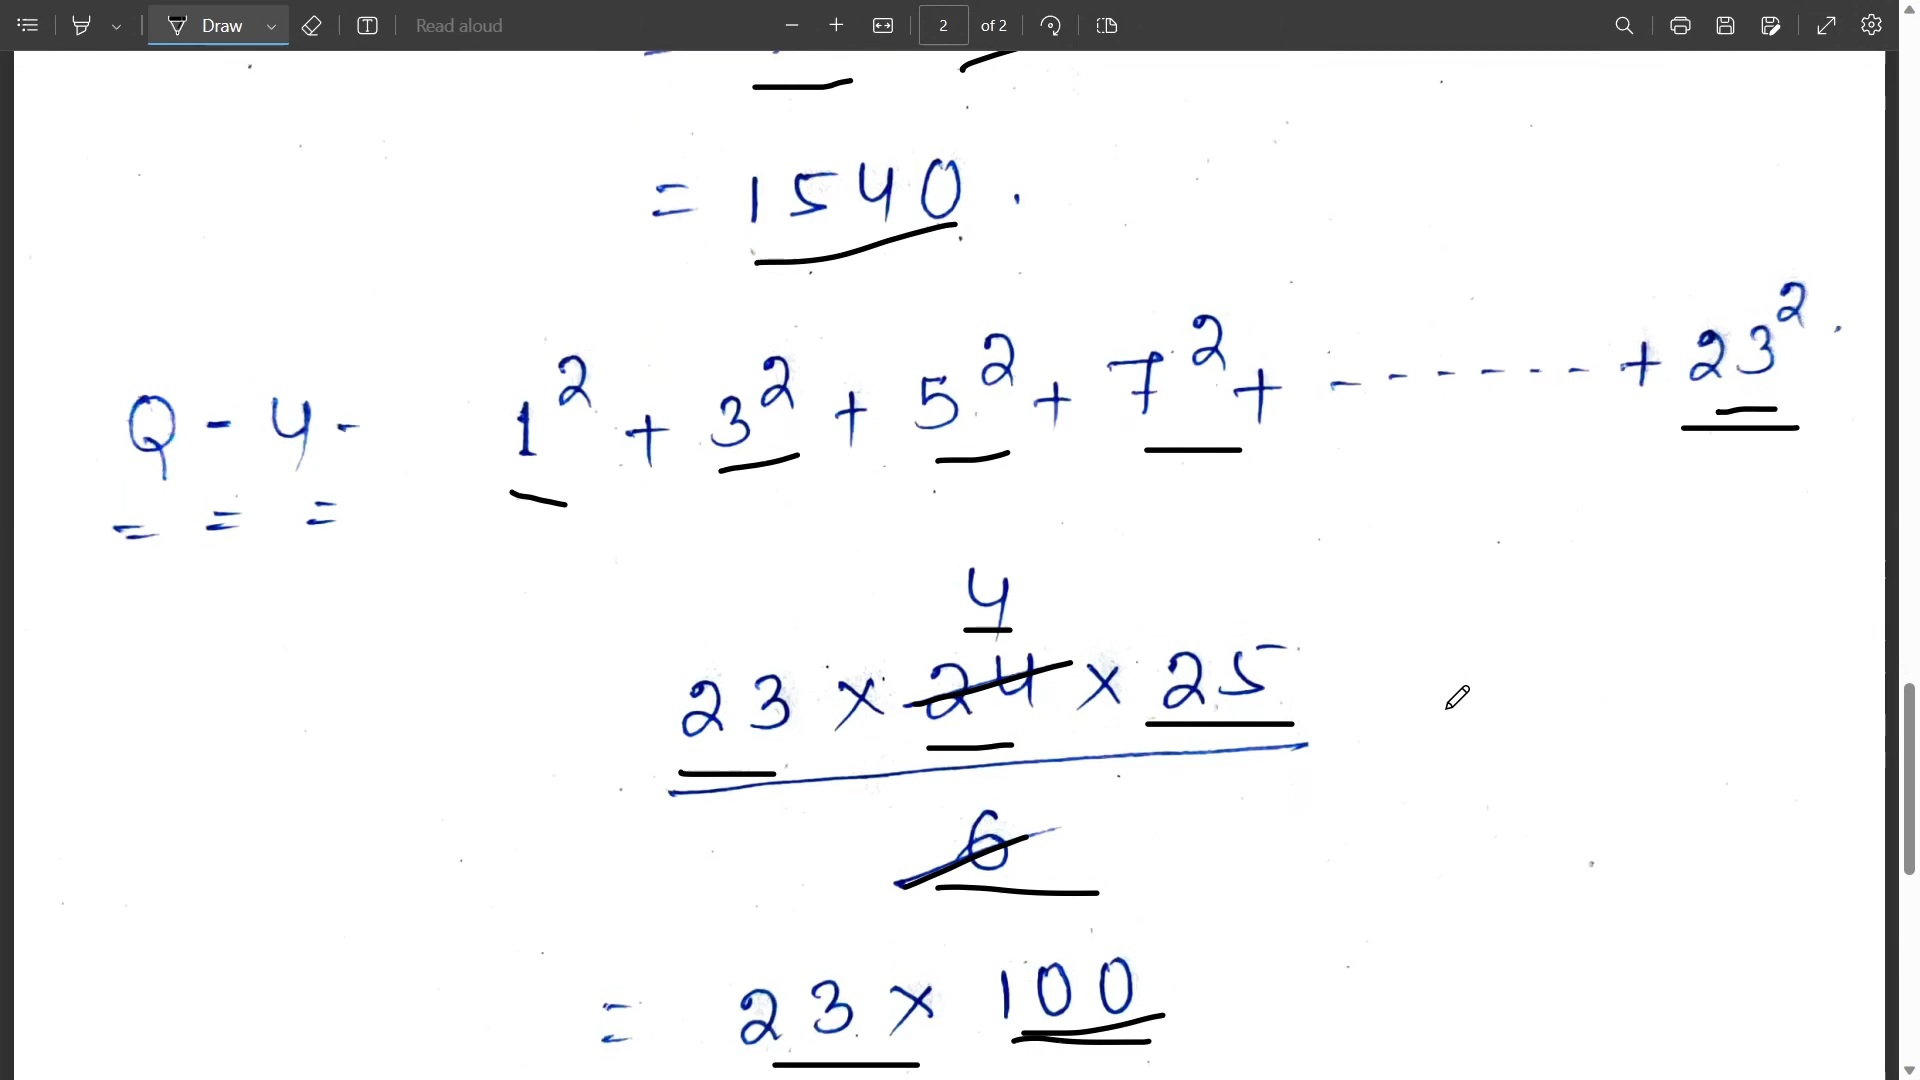 Draw Read aloud 2 of 2
= 1540.
Q-4- 1² + 3² + 5² + 7² + ------ + 23².
4
23 × 24 × 25
6
= 23 × 100